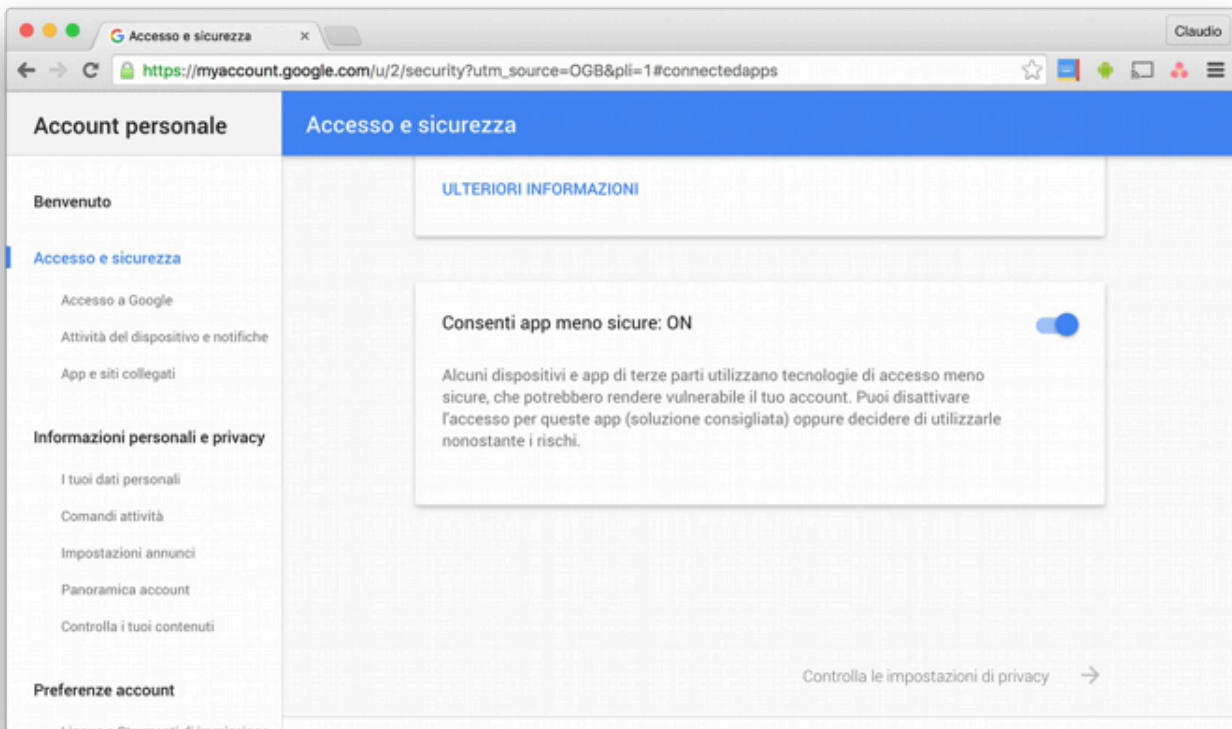 Accesso e sicurezza
Claudio
https://myaccount.google.com/u/2/security?utm_source=OGB&pli=1#connectedapps
Account personale
Accesso e sicurezza
Benvenuto
Accesso e sicurezza
Accesso a Google
Attività del dispositivo e notifiche
App e siti collegati
Informazioni personali e privacy
I tuoi dati personali
Comandi attività
Impostazioni annunci
Panoramica account
Controlla i tuoi contenuti
Preferenze account
ULTERIORI INFORMAZIONI
Consenti app meno sicure: ON
Alcuni dispositivi e app di terze parti utilizzano tecnologie di accesso meno
sicure, che potrebbero rendere vulnerabile il tuo account. Puoi disattivare
l'accesso per queste app (soluzione consigliata) oppure decidere di utilizzarle
nonostante i rischi.
Controlla le impostazioni di privacy